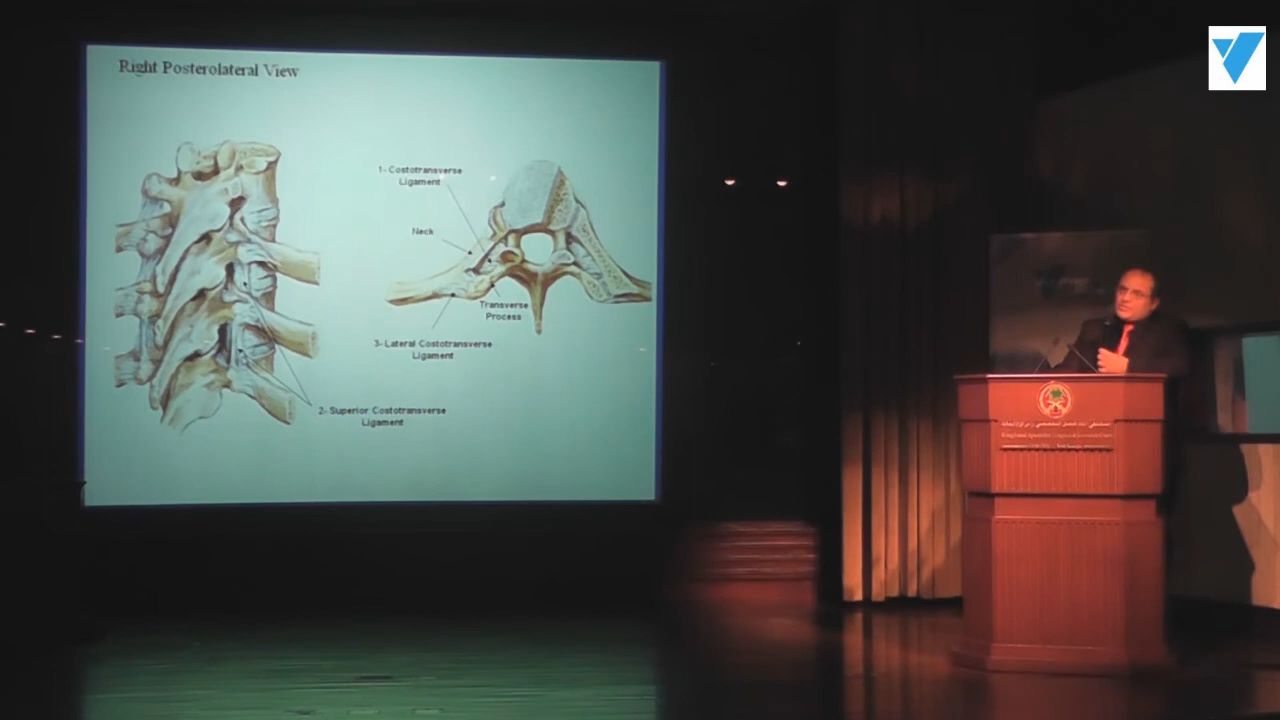 Right Posterolateral View
1- Costotransverse
Ligament
Neck
Transverse
Process
3- Lateral Costotransverse
Ligament
2- Superior Costotransverse
Ligament